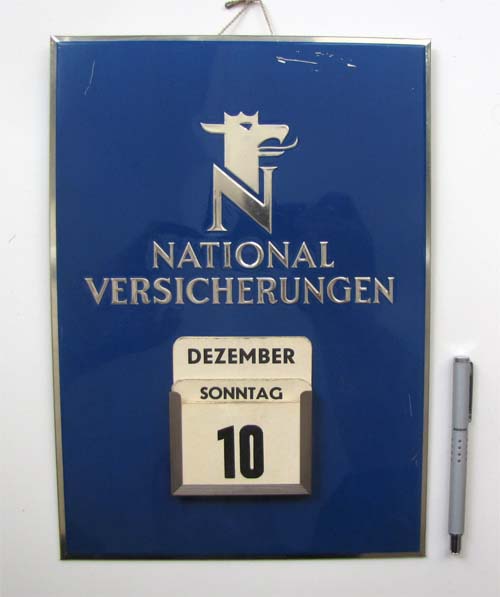 N
NATIONAL
VERSICHERUNGEN
DEZEMBER
SONNTAG
10